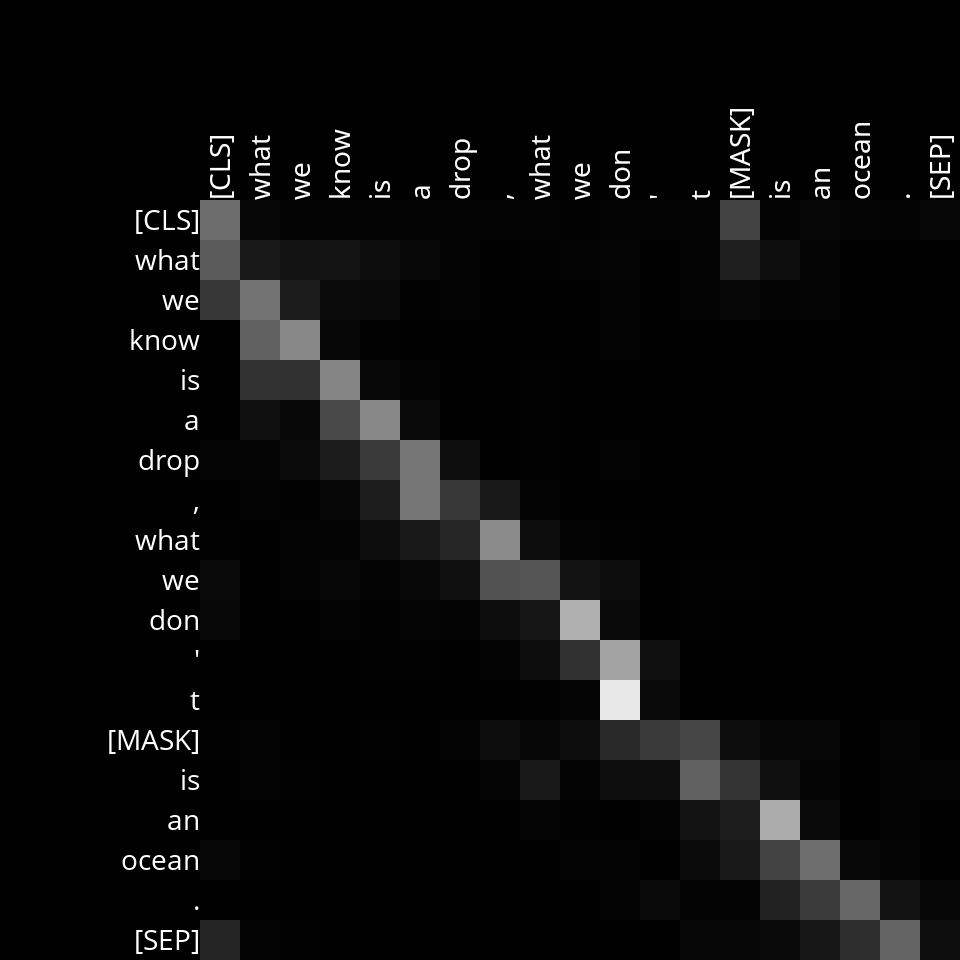 [CLS] what we know is a drop , what we don ' t [MASK] is an ocean . [SEP]
[CLS]
what
we
know
is
a
drop
,
what
we
don
'
t
[MASK]
is
an
ocean
.
[SEP]